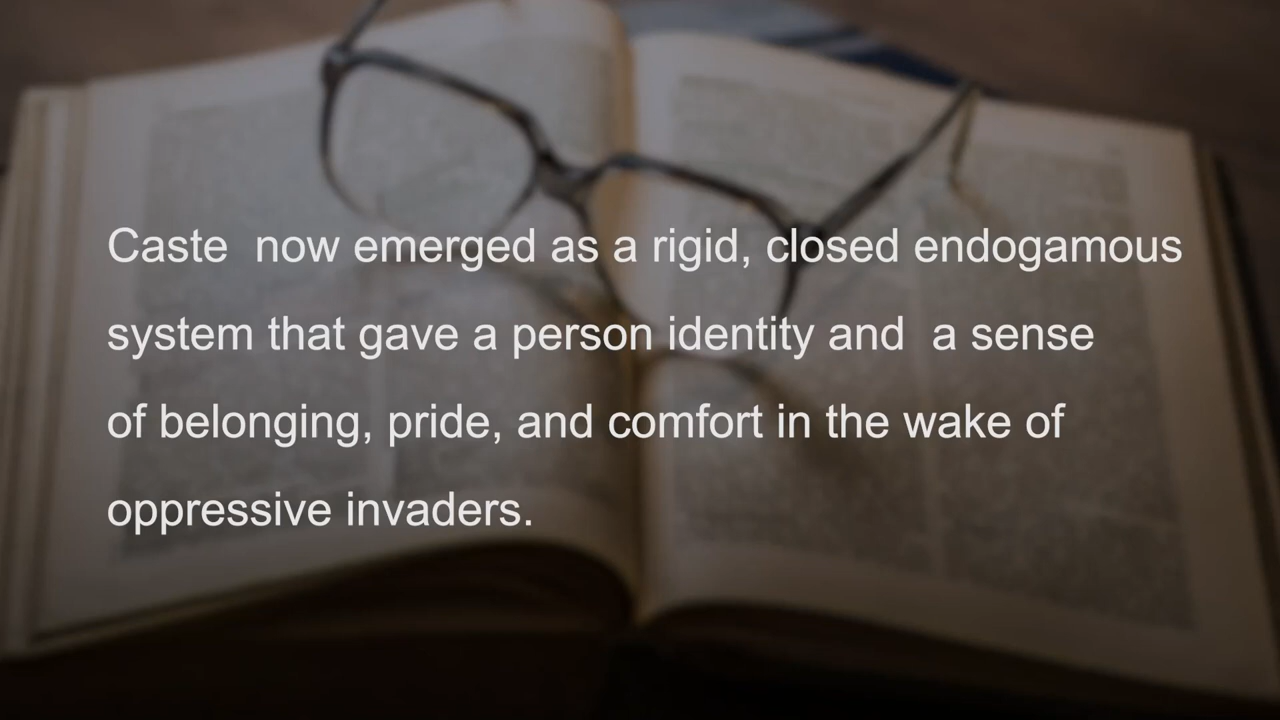 Caste  now emerged as a rigid, closed endogamous
system that gave a person identity and  a sense
of belonging, pride, and comfort in the wake of
oppressive invaders.